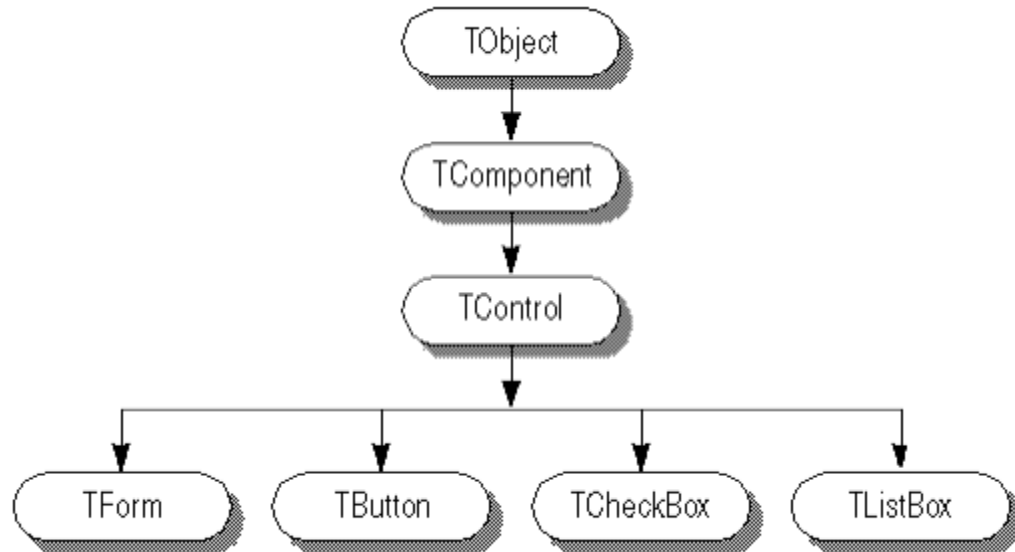 TObject
TComponent
TControl
TForm
TButton
TCheckBox
TListBox